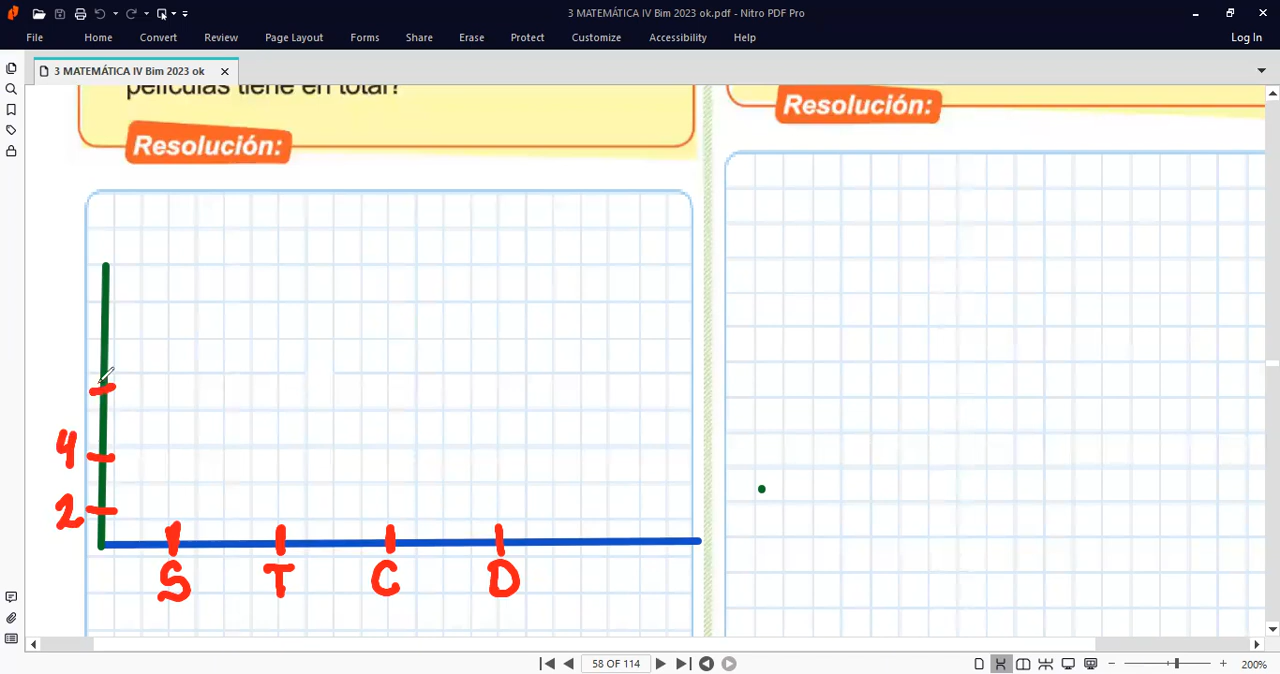 3 MATEMÁTICA IV Bim 2023 ok.pdf - Nitro PDF Pro
File Home Convert Review Page Layout Forms Share Erase Protect Customize Accessibility Help Log In
3 MATEMÁTICA IV Bim 2023 ok
películas tiene en total?
Resolución:
Resolución:
4
2
S T C D
58 OF 114
200%